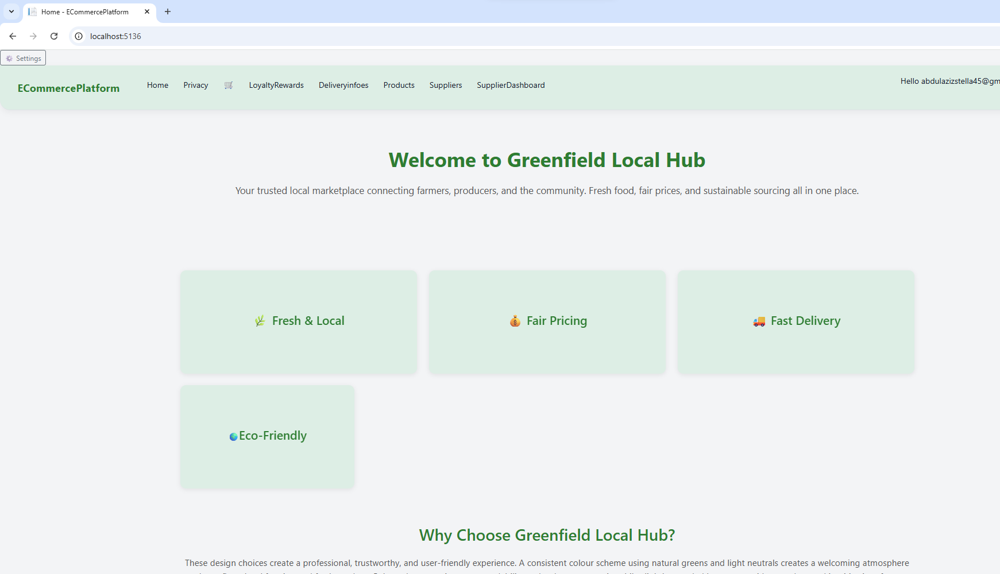 Home - ECommercePlatform
localhost:5136
Settings
ECommercePlatform Home Privacy LoyaltyRewards Deliveryinfoes Products Suppliers SupplierDashboard Hello abdulazizstella45@gm
Welcome to Greenfield Local Hub
Your trusted local marketplace connecting farmers, producers, and the community. Fresh food, fair prices, and sustainable sourcing all in one place.
Fresh & Local
Fair Pricing
Fast Delivery
Eco-Friendly
Why Choose Greenfield Local Hub?
These design choices create a professional, trustworthy, and user-friendly experience. A consistent colour scheme using natural greens and light neutrals creates a welcoming atmosphere